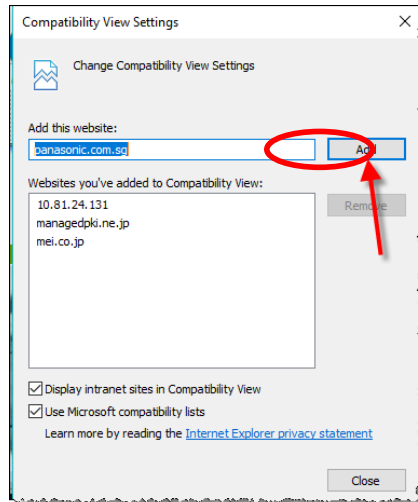 Compatibility View Settings
Change Compatibility View Settings
Add this website:
panasonic.com.sg
Add
Websites you've added to Compatibility View:
10.81.24.131
managedpki.ne.jp
mei.co.jp
Remove
Display intranet sites in Compatibility View
Use Microsoft compatibility lists
Learn more by reading the Internet Explorer privacy statement
Close